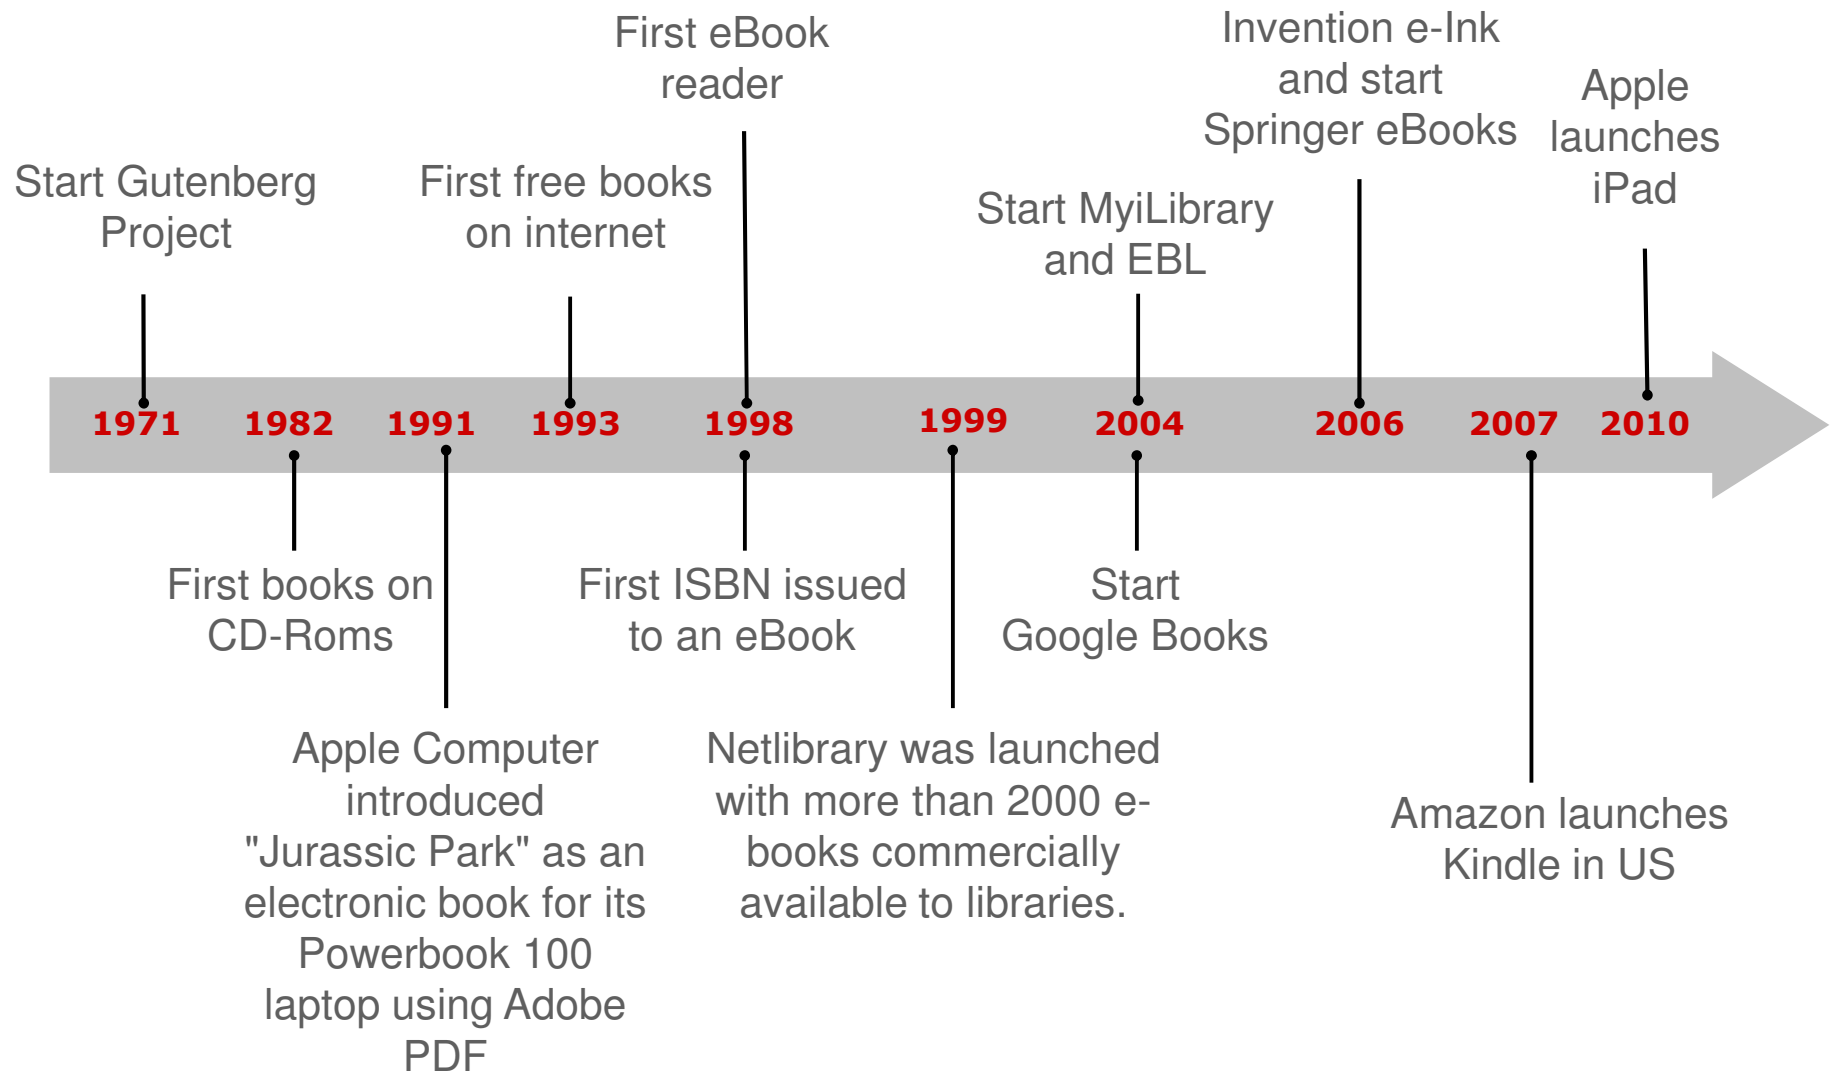 First eBook
reader
Invention e-Ink
and start
Springer eBooks
Apple
launches
iPad
Start Gutenberg
Project
First free books
on internet
Start MyiLibrary
and EBL
1971 1982 1991 1993 1998 1999 2004 2006 2007 2010
First books on
CD-Roms
First ISBN issued
to an eBook
Start
Google Books
Apple Computer
introduced
"Jurassic Park" as an
electronic book for its
Powerbook 100
laptop using Adobe
PDF
Netlibrary was launched
with more than 2000 e-
books commercially
available to libraries.
Amazon launches
Kindle in US